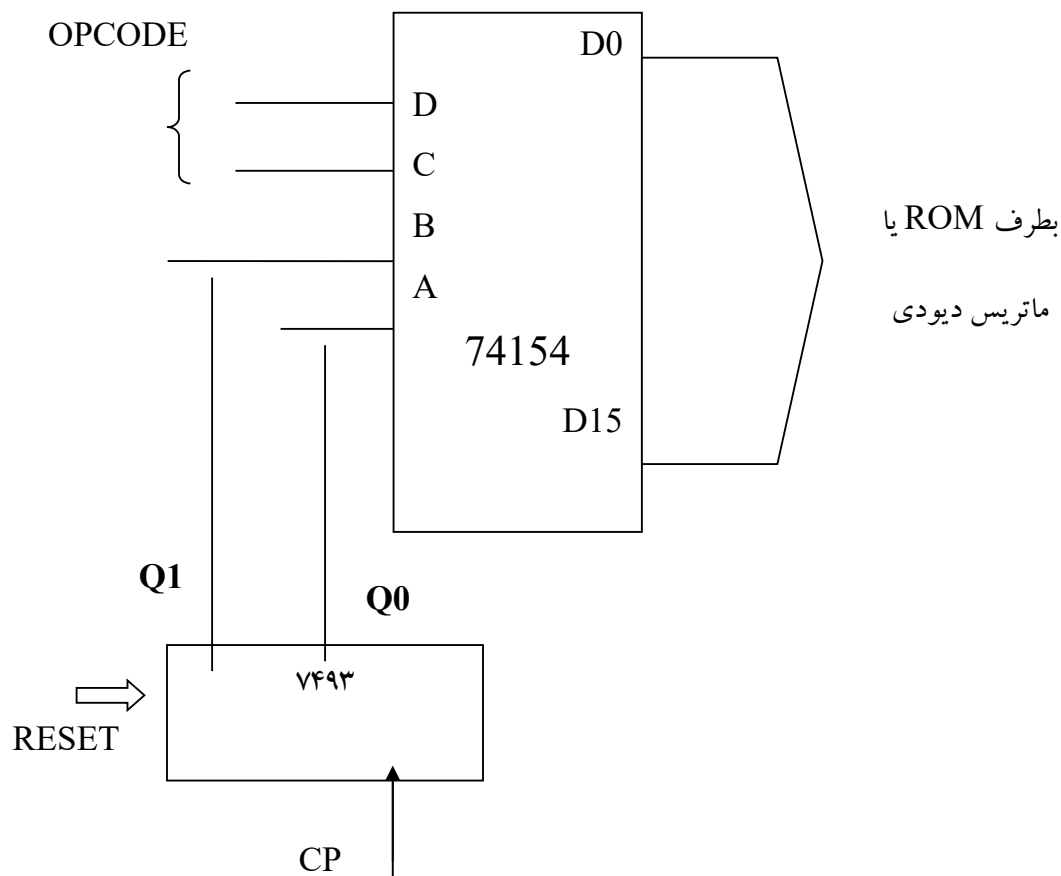 OPCODE
D0
D
C
B
A
74154
D15
بطرف ROM یا
ماتریس دیودی
Q1
Q0
۷۴۹۳
RESET
CP